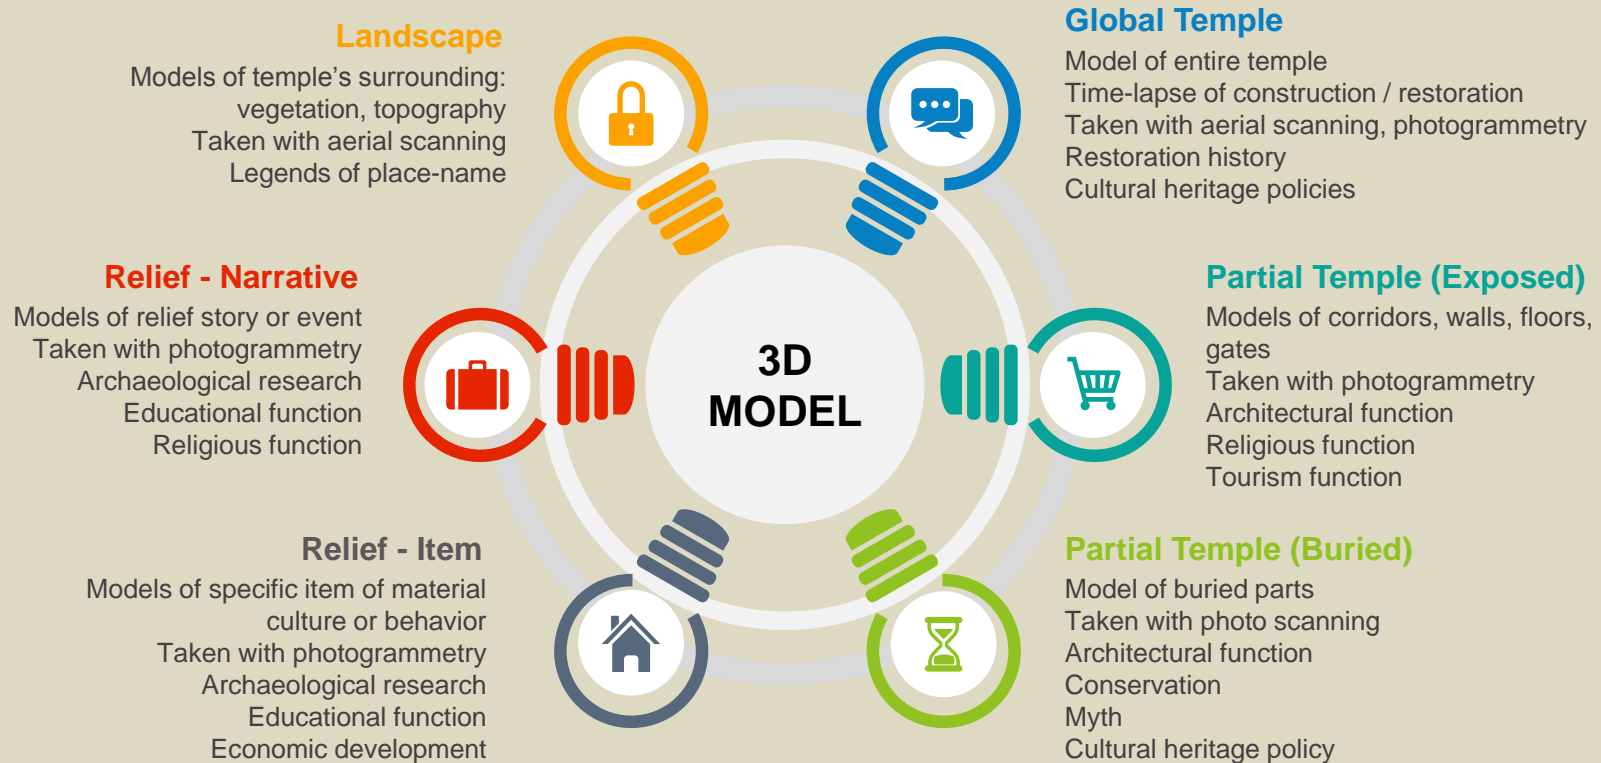 Landscape
Models of temple's surrounding:
vegetation, topography
Taken with aerial scanning
Legends of place-name
Global Temple
Model of entire temple
Time-lapse of construction / restoration
Taken with aerial scanning, photogrammetry
Restoration history
Cultural heritage policies
Relief - Narrative
Models of relief story or event
Taken with photogrammetry
Archaeological research
Educational function
Religious function
3D
MODEL
Partial Temple (Exposed)
Models of corridors, walls, floors,
gates
Taken with photogrammetry
Architectural function
Religious function
Tourism function
Relief - Item
Models of specific item of material
culture or behavior
Taken with photogrammetry
Archaeological research
Educational function
Economic development
Partial Temple (Buried)
Model of buried parts
Taken with photo scanning
Architectural function
Conservation
Myth
Cultural heritage policy